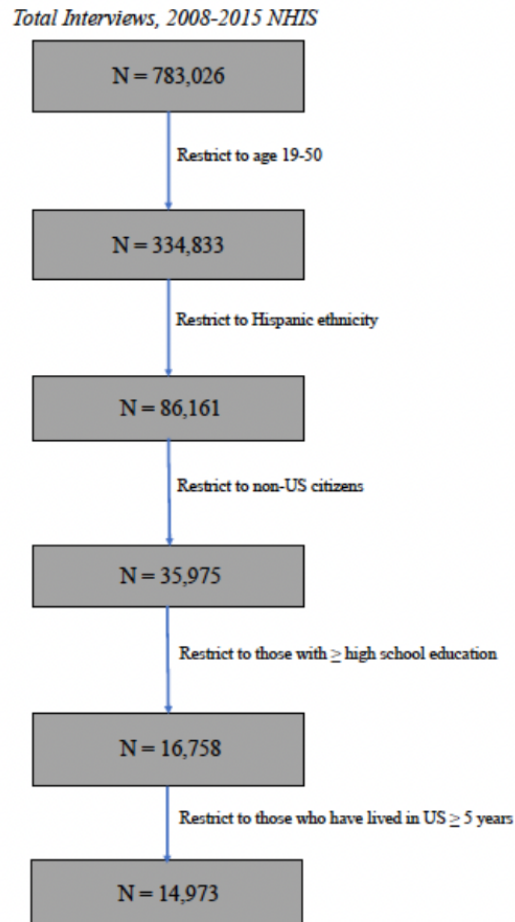 Total Interviews, 2008-2015 NHIS
N = 783,026
Restrict to age 19-50
N = 334,833
Restrict to Hispanic ethnicity
N = 86,161
Restrict to non-US citizens
N = 35,975
Restrict to those with ≥ high school education
N = 16,758
Restrict to those who have lived in US ≥ 5 years
N = 14,973